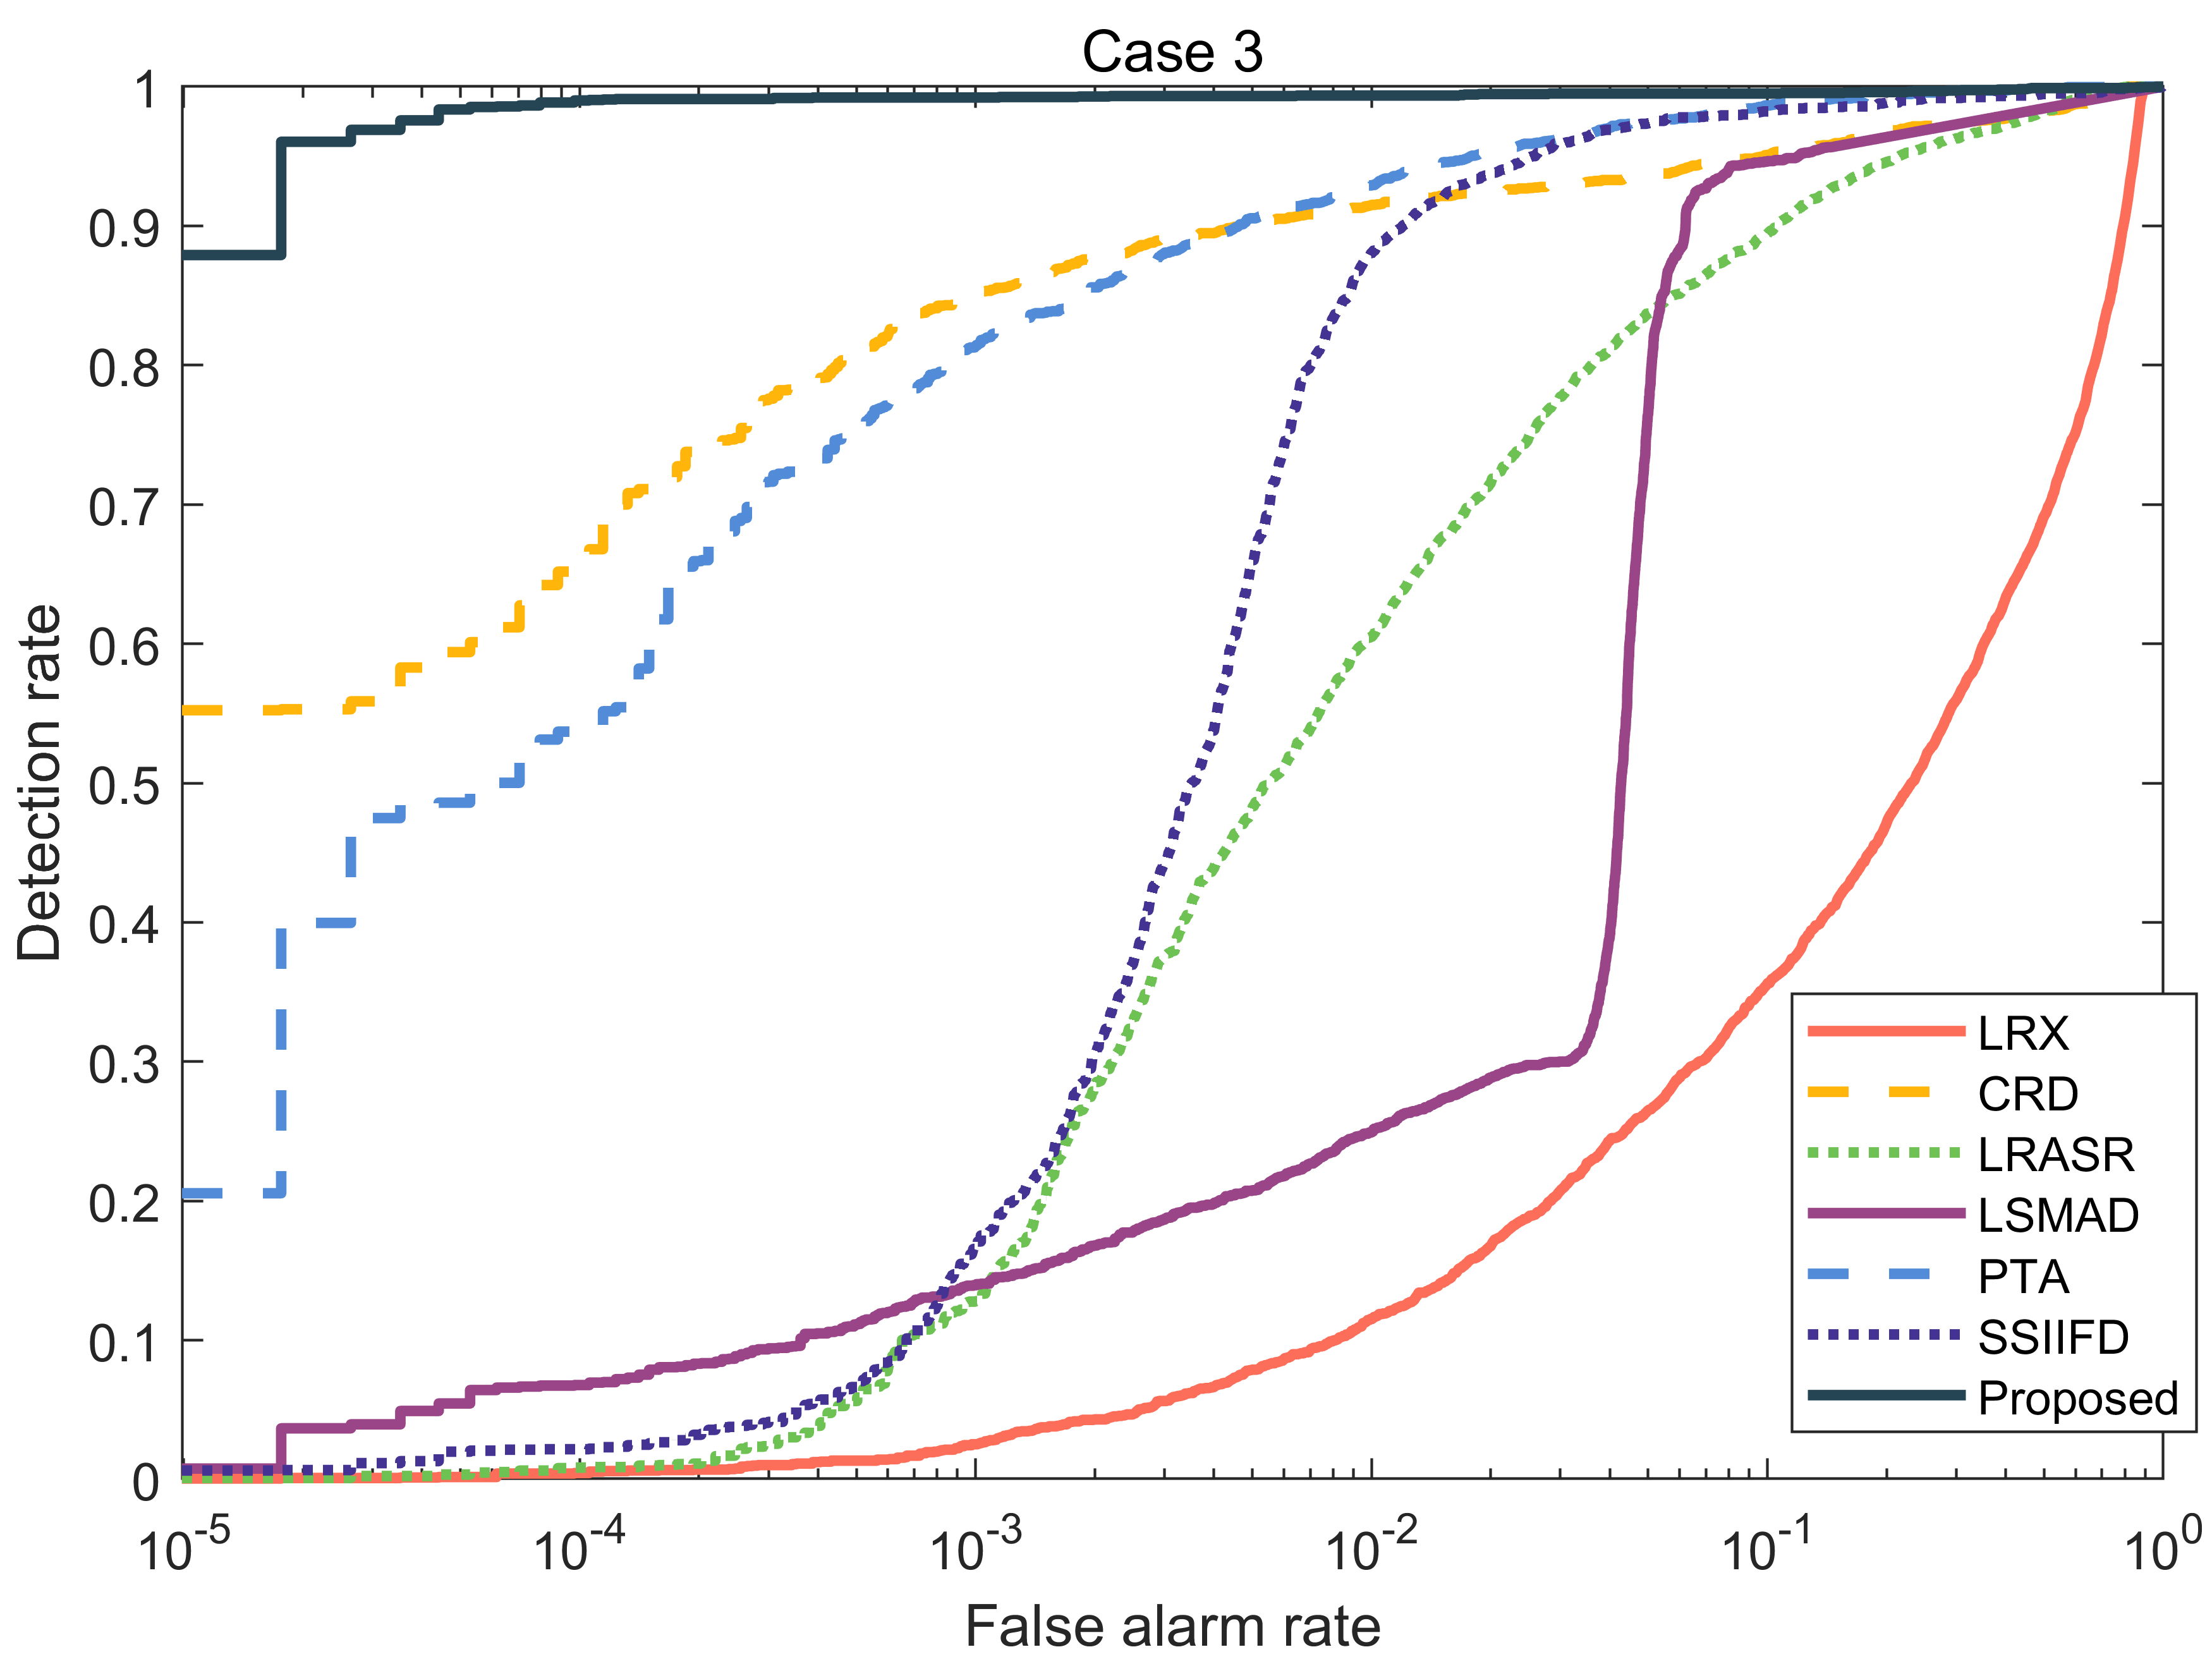 Case 3
Detection rate
1
0.9
0.8
0.7
0.6
0.5
0.4
0.3
0.2
0.1
0
10^-5 10^-4 10^-3 10^-2 10^-1 10^0
False alarm rate
LRX
CRD
LRASR
LSMAD
PTA
SSIIFD
Proposed